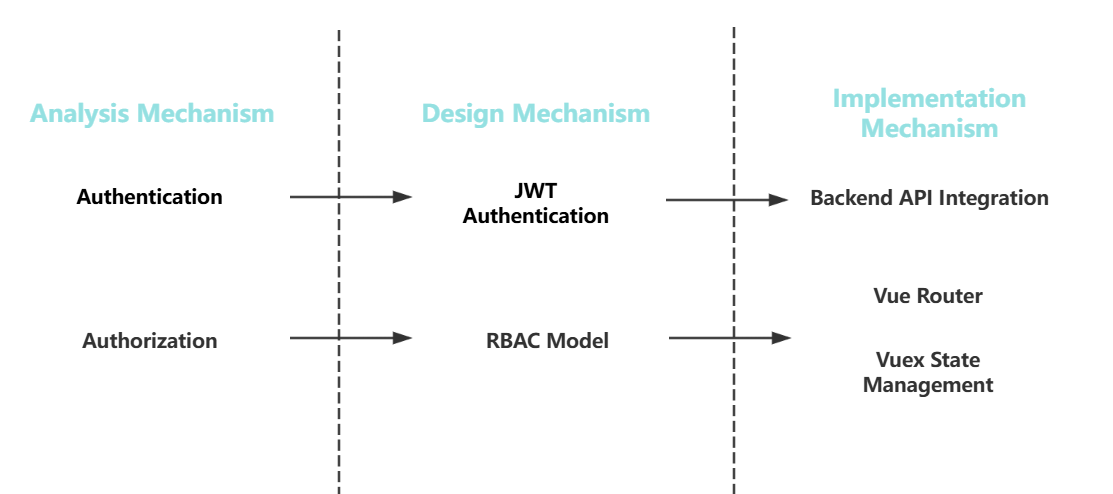 Analysis Mechanism
Design Mechanism
Implementation
Mechanism
Authentication
JWT
Authentication
Backend API Integration
Authorization
RBAC Model
Vue Router
Vuex State
Management